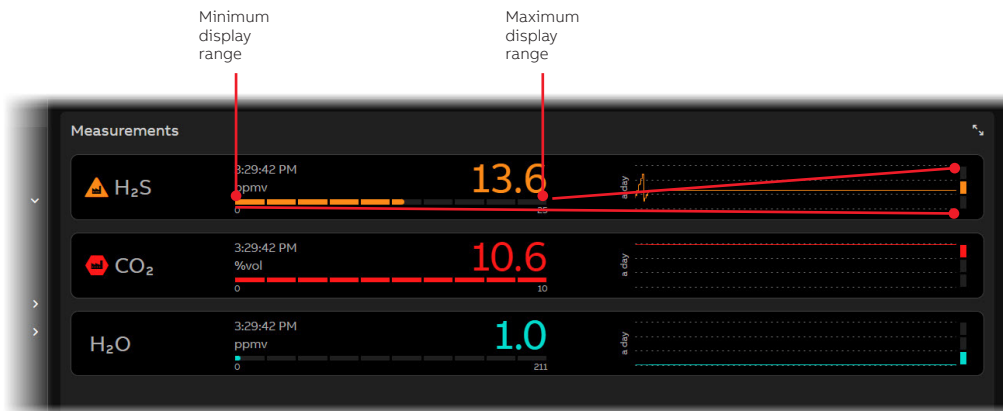 Minimum
display
range
Maximum
display
range
Measurements
H₂S
3:29:42 PM
ppmv
13.6
0
25
a day
CO₂
3:29:42 PM
%vol
10.6
0
10
a day
H₂O
3:29:42 PM
ppmv
1.0
0
211
a day